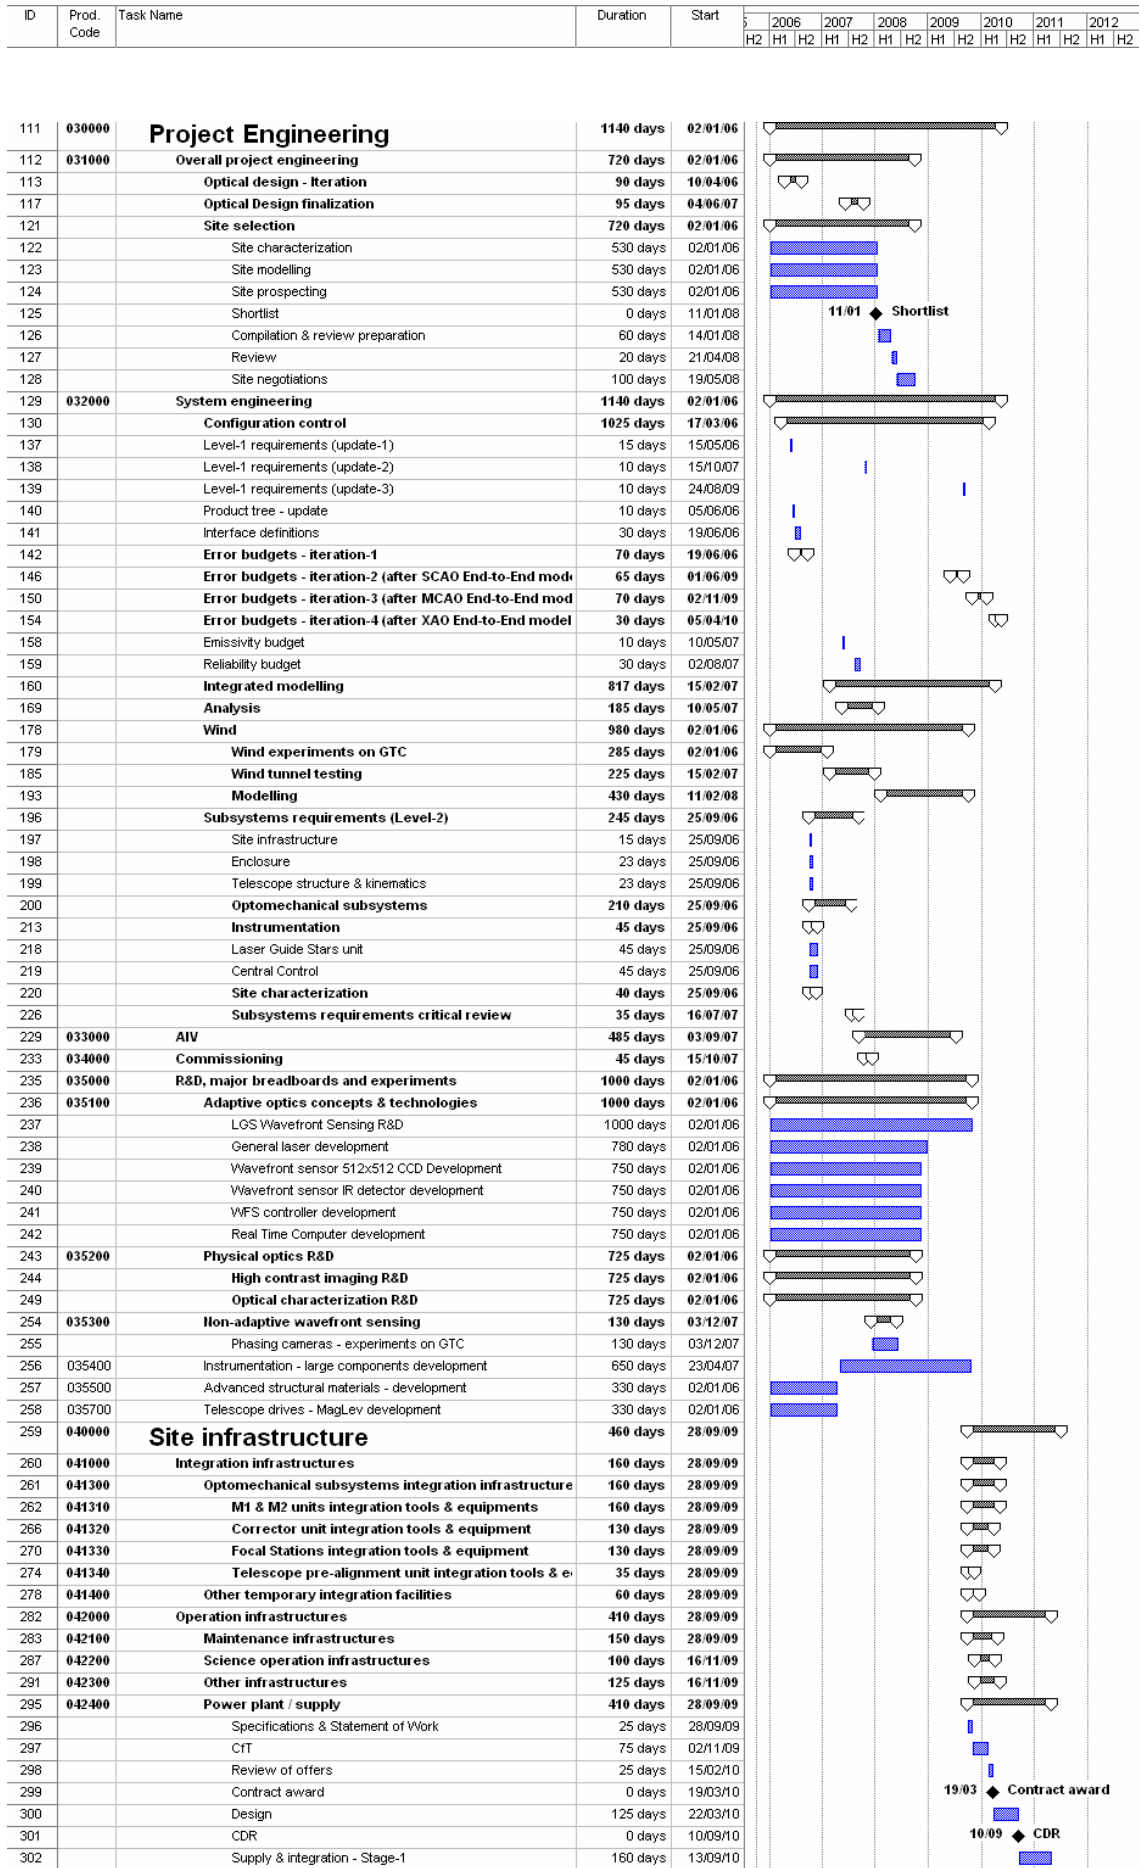 ID Prod. Code Task Name Duration Start 5 2006 2007 2008 2009 2010 2011 2012
H2 H1 H2 H1 H2 H1 H2 H1 H2 H1 H2 H1 H2 H1 H2
111 030000 Project Engineering 1140 days 02/01/06
112 031000 Overall project engineering 720 days 02/01/06
113 Optical design - Iteration 90 days 10/04/06
117 Optical Design finalization 95 days 04/06/07
121 Site selection 720 days 02/01/06
122 Site characterization 530 days 02/01/06
123 Site modelling 530 days 02/01/06
124 Site prospecting 530 days 02/01/06
125 Shortlist 0 days 11/01/08 11/01 Shortlist
126 Compilation & review preparation 60 days 14/01/08
127 Review 20 days 21/04/08
128 Site negotiations 100 days 19/05/08
129 032000 System engineering 1140 days 02/01/06
130 Configuration control 1025 days 17/03/06
137 Level-1 requirements (update-1) 15 days 15/05/06
138 Level-1 requirements (update-2) 10 days 15/10/07
139 Level-1 requirements (update-3) 10 days 24/08/09
140 Product tree - update 10 days 05/06/06
141 Interface definitions 30 days 19/06/06
142 Error budgets - iteration-1 70 days 19/06/06
146 Error budgets - iteration-2 (after SCAO End-to-End mode 65 days 01/06/09
150 Error budgets - iteration-3 (after MCAO End-to-End mod 70 days 02/11/09
154 Error budgets - iteration-4 (after XAO End-to-End model 30 days 05/04/10
158 Emissivity budget 10 days 10/05/07
159 Reliability budget 30 days 02/08/07
160 Integrated modelling 817 days 15/02/07
169 Analysis 185 days 10/05/07
178 Wind 980 days 02/01/06
179 Wind experiments on GTC 285 days 02/01/06
185 Wind tunnel testing 225 days 15/02/07
193 Modelling 430 days 11/02/08
196 Subsystems requirements (Level-2) 245 days 25/09/06
197 Site infrastructure 15 days 25/09/06
198 Enclosure 23 days 25/09/06
199 Telescope structure & kinematics 23 days 25/09/06
200 Optomechanical subsystems 210 days 25/09/06
213 Instrumentation 45 days 25/09/06
218 Laser Guide Stars unit 45 days 25/09/06
219 Central Control 45 days 25/09/06
220 Site characterization 40 days 25/09/06
226 Subsystems requirements critical review 35 days 16/07/07
229 033000 AIV 485 days 03/09/07
233 034000 Commissioning 45 days 15/10/07
235 035000 R&D, major breadboards and experiments 1000 days 02/01/06
236 035100 Adaptive optics concepts & technologies 1000 days 02/01/06
237 LGS Wavefront Sensing R&D 1000 days 02/01/06
238 General laser development 780 days 02/01/06
239 Wavefront sensor 512x512 CCD Development 750 days 02/01/06
240 Wavefront sensor IR detector development 750 days 02/01/06
241 WFS controller development 750 days 02/01/06
242 Real Time Computer development 750 days 02/01/06
243 035200 Physical optics R&D 725 days 02/01/06
244 High contrast imaging R&D 725 days 02/01/06
249 Optical characterization R&D 725 days 02/01/06
254 035300 Non-adaptive wavefront sensing 130 days 03/12/07
255 Phasing cameras - experiments on GTC 130 days 03/12/07
256 035400 Instrumentation - large components development 650 days 23/04/07
257 035500 Advanced structural materials - development 330 days 02/01/06
258 035700 Telescope drives - MagLev development 330 days 02/01/06
259 040000 Site infrastructure 460 days 28/09/09
260 041000 Integration infrastructures 160 days 28/09/09
261 041300 Optomechanical subsystems integration infrastructure 160 days 28/09/09
262 041310 M1 & M2 units integration tools & equipments 160 days 28/09/09
266 041320 Corrector unit integration tools & equipment 130 days 28/09/09
270 041330 Focal Stations integration tools & equipment 130 days 28/09/09
274 041340 Telescope pre-alignment unit integration tools & e 35 days 28/09/09
278 041400 Other temporary integration facilities 60 days 28/09/09
282 042000 Operation infrastructures 410 days 28/09/09
283 042100 Maintenance infrastructures 150 days 28/09/09
287 042200 Science operation infrastructures 100 days 16/11/09
291 042300 Other infrastructures 125 days 16/11/09
295 042400 Power plant / supply 410 days 28/09/09
296 Specifications & Statement of Work 25 days 28/09/09
297 CfT 75 days 02/11/09
298 Review of offers 25 days 15/02/10
299 Contract award 0 days 19/03/10 19/03 Contract award
300 Design 125 days 22/03/10
301 CDR 0 days 10/09/10 10/09 CDR
302 Supply & integration - Stage-1 160 days 13/09/10